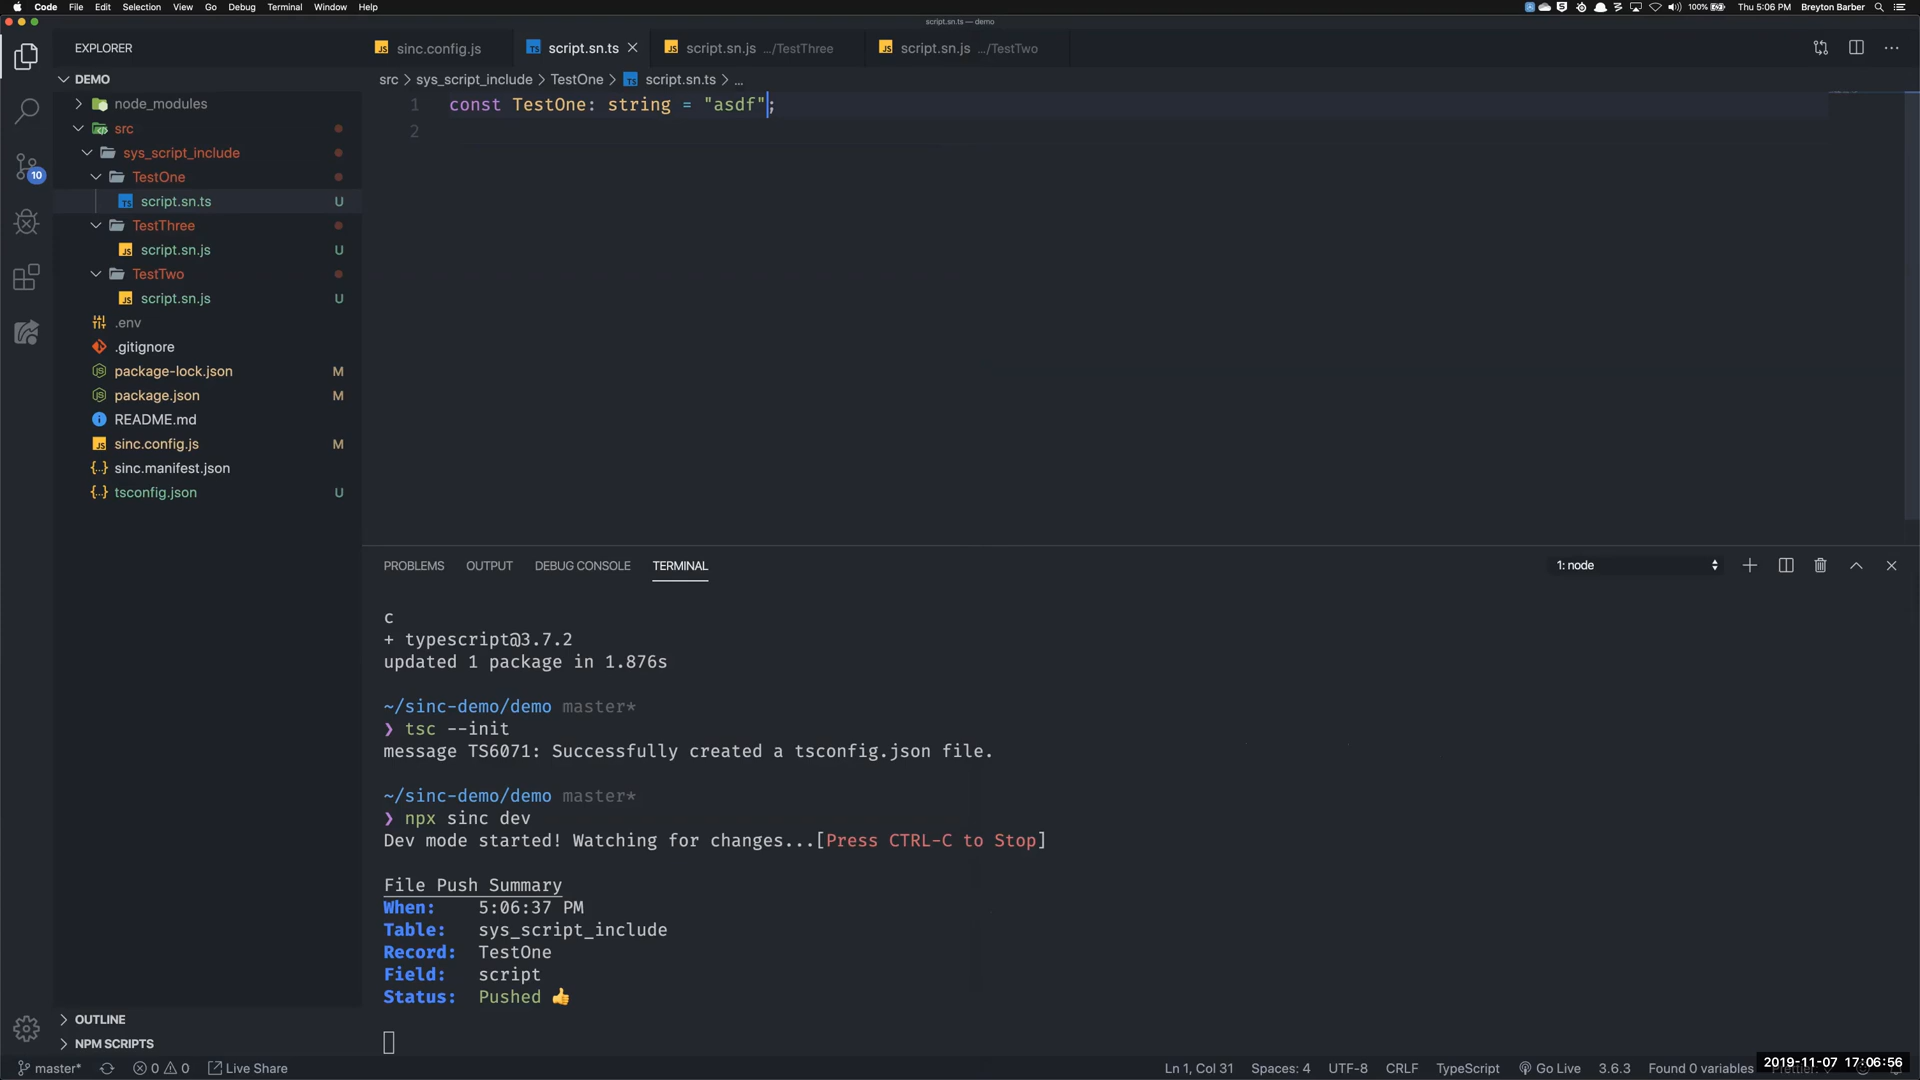 Code File Edit Selection View Go Debug Terminal Window Help
100% Thu 5:06 PM Breyton Barber
script.sn.ts — demo
EXPLORER
sinc.config.js
script.sn.ts
script.sn.js .../TestThree
script.sn.js .../TestTwo
DEMO
src > sys_script_include > TestOne > script.sn.ts > ...
node_modules
src
sys_script_include
TestOne
script.sn.ts U
TestThree
script.sn.js U
TestTwo
script.sn.js U
.env
.gitignore
package-lock.json M
package.json M
README.md
sinc.config.js M
sinc.manifest.json
tsconfig.json U
10
1 const TestOne: string = "asdf";
2
PROBLEMS OUTPUT DEBUG CONSOLE TERMINAL
1: node
c
+ typescript@3.7.2
updated 1 package in 1.876s
~/sinc-demo/demo master*
❯ tsc --init
message TS6071: Successfully created a tsconfig.json file.
~/sinc-demo/demo master*
❯ npx sinc dev
Dev mode started! Watching for changes...[Press CTRL-C to Stop]
File Push Summary
When: 5:06:37 PM
Table: sys_script_include
Record: TestOne
Field: script
Status: Pushed 👍
OUTLINE
NPM SCRIPTS
master* 0 0 Live Share
Ln 1, Col 31 Spaces: 4 UTF-8 CRLF TypeScript Go Live 3.6.3 Found 0 variables
2019-11-07 17:06:56